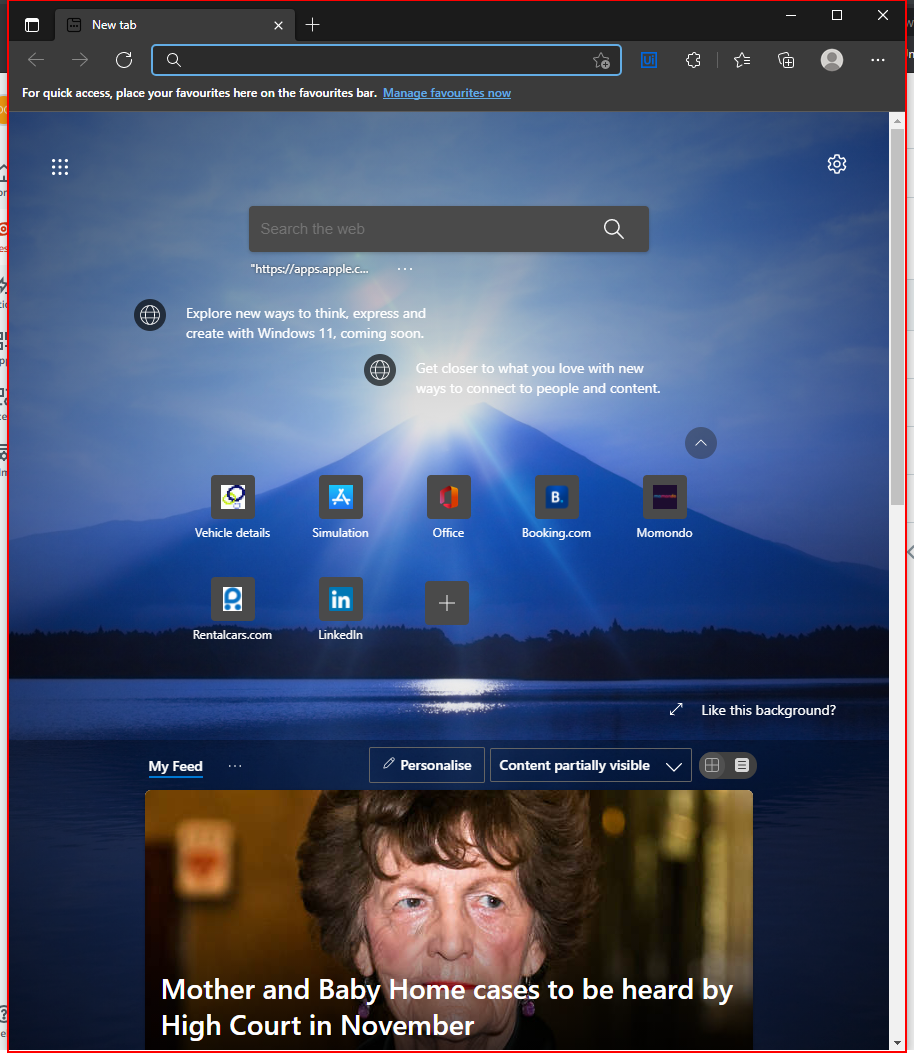 New tab
For quick access, place your favourites here on the favourites bar. Manage favourites now
Search the web
"https://apps.apple.c...
Explore new ways to think, express and
create with Windows 11, coming soon.
Get closer to what you love with new
ways to connect to people and content.
Vehicle details
Simulation
Office
B.
Booking.com
Momondo
Rentalcars.com
in
LinkedIn
Like this background?
My Feed
Personalise
Content partially visible
Mother and Baby Home cases to be heard by
High Court in November